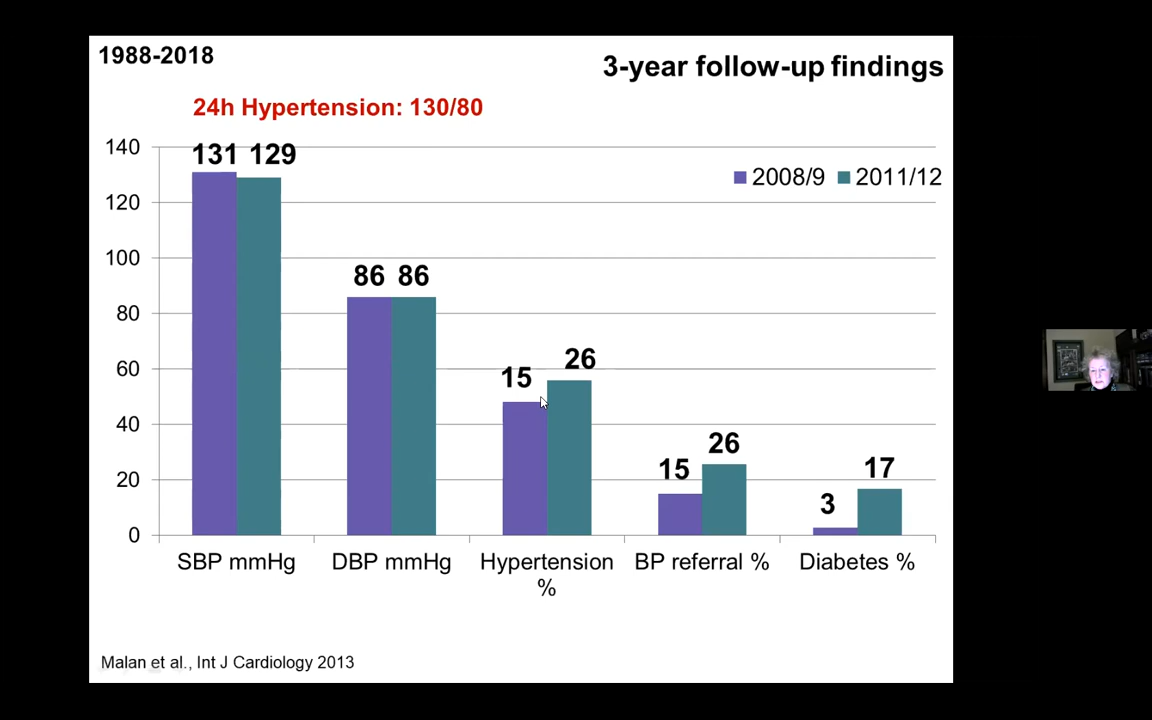 1988-2018
3-year follow-up findings
24h Hypertension: 130/80
2008/9 2011/12
140
120
100
80
60
40
20
0
131 129
86 86
15 26
15 26
3 17
SBP mmHg
DBP mmHg
Hypertension
%
BP referral %
Diabetes %
Malan et al., Int J Cardiology 2013